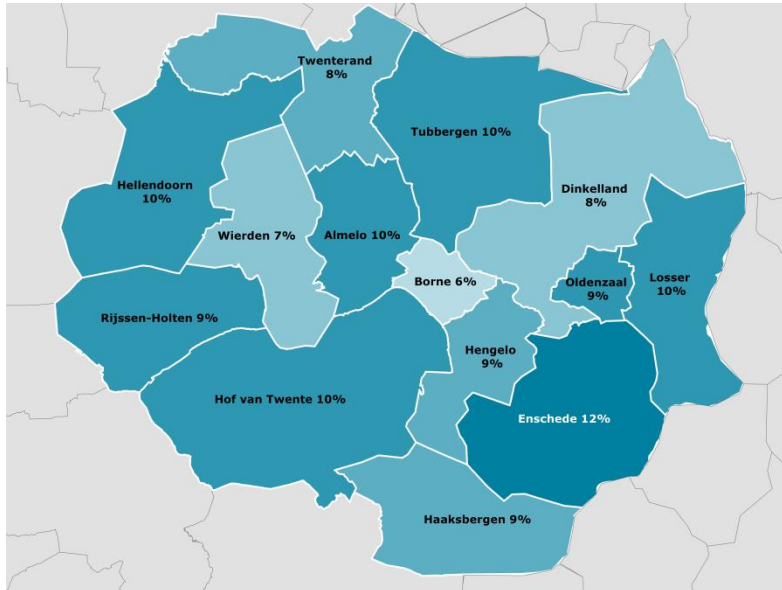 Twenterand
8%
Tubbergen 10%
Hellendoorn
10%
Dinkelland
8%
Wierden 7%
Almelo 10%
Borne 6%
Oldenzaal
9%
Losser
10%
Rijssen-Holten 9%
Hengelo
9%
Hof van Twente 10%
Enschede 12%
Haaksbergen 9%